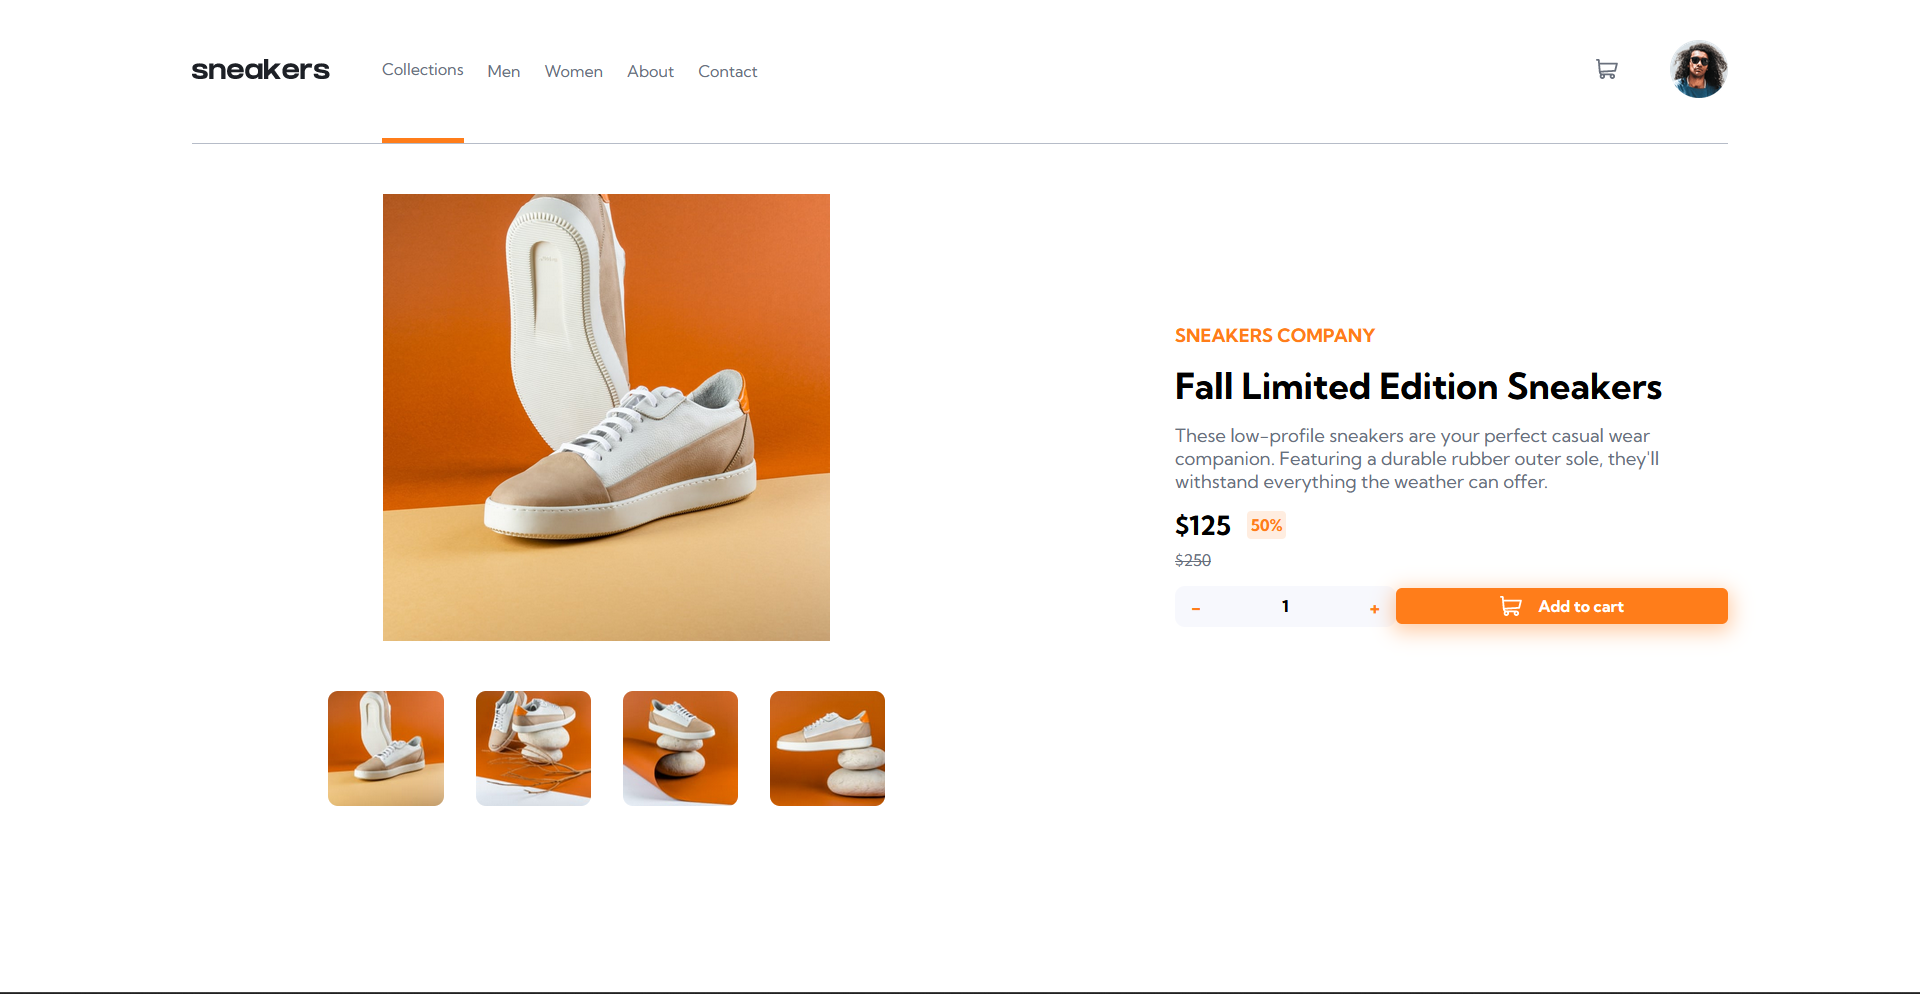 sneakers
Collections Men Women About Contact
SNEAKERS COMPANY
Fall Limited Edition Sneakers
These low-profile sneakers are your perfect casual wear
companion. Featuring a durable rubber outer sole, they'll
withstand everything the weather can offer.
$125 50%
$250
- 1 + Add to cart